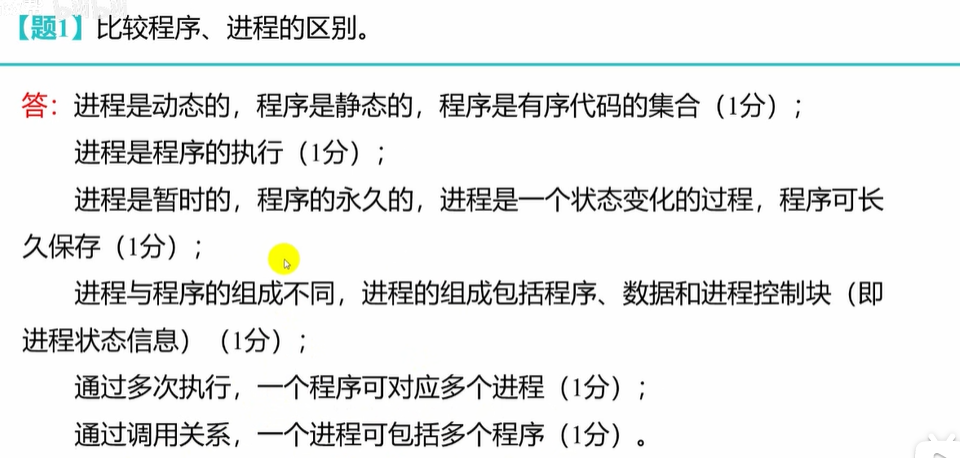 【题1】比较程序、进程的区别。
答：进程是动态的，程序是静态的，程序是有序代码的集合（1分）；
进程是程序的执行（1分）；
进程是暂时的，程序的永久的，进程是一个状态变化的过程，程序可长
久保存（1分）；
进程与程序的组成不同，进程的组成包括程序、数据和进程控制块（即
进程状态信息）（1分）；
通过多次执行，一个程序可对应多个进程（1分）；
通过调用关系，一个进程可包括多个程序（1分）。